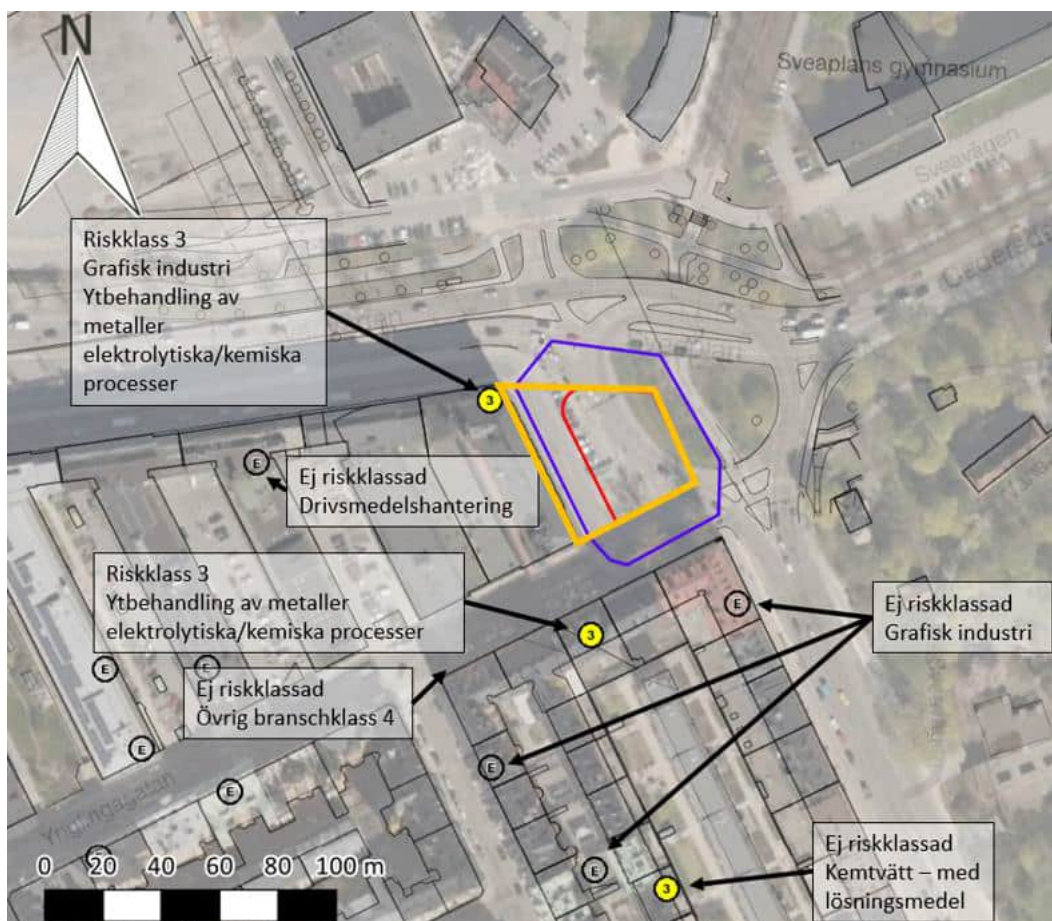 N
Sveaplans gymnasium
Sveavägen
Riskklass 3
Grafisk industri
Ytbehandling av
metaller
elektrolytiska/kemiska
processer
3
E
Ej riskklassad
Drivsmedelshantering
Riskklass 3
Ytbehandling av metaller
elektrolytiska/kemiska processer
3
E
Ej riskklassad
Grafisk industri
E
E
Ej riskklassad
Övrig branschklass 4
E
E
E
Ynglingagatan
E
E
3
Ej riskklassad
Kemtvätt – med
lösningsmedel
0 20 40 60 80 100 m